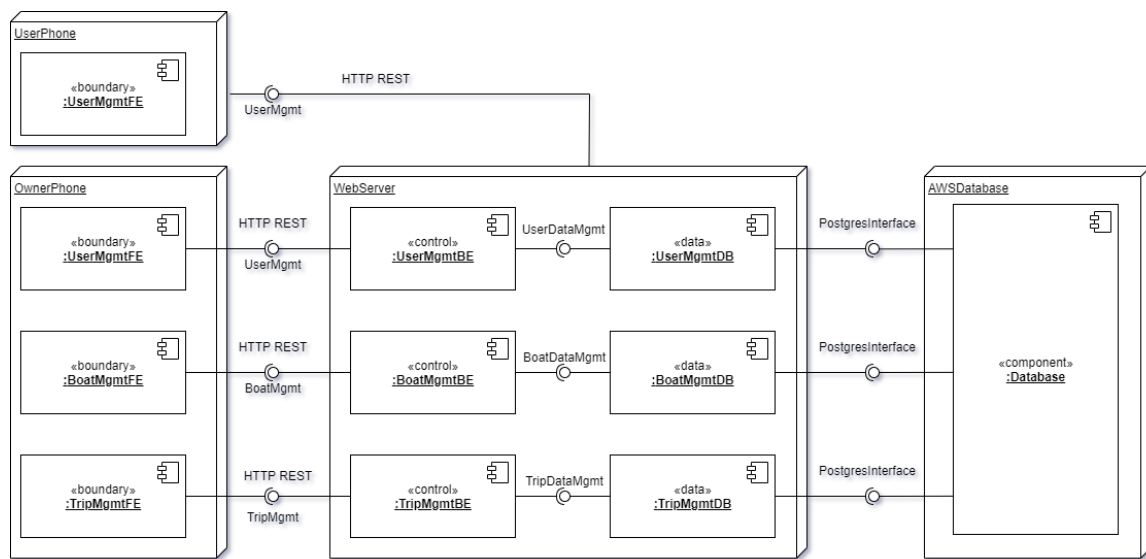 UserPhone
«boundary»
:UserMgmtFE
HTTP REST
UserMgmt
OwnerPhone
WebServer
AWSDatabase
«boundary»
:UserMgmtFE
HTTP REST
UserMgmt
«control»
:UserMgmtBE
UserDataMgmt
«data»
:UserMgmtDB
PostgresInterface
«boundary»
:BoatMgmtFE
HTTP REST
BoatMgmt
«control»
:BoatMgmtBE
BoatDataMgmt
«data»
:BoatMgmtDB
PostgresInterface
«component»
:Database
«boundary»
:TripMgmtFE
HTTP REST
TripMgmt
«control»
:TripMgmtBE
TripDataMgmt
«data»
:TripMgmtDB
PostgresInterface